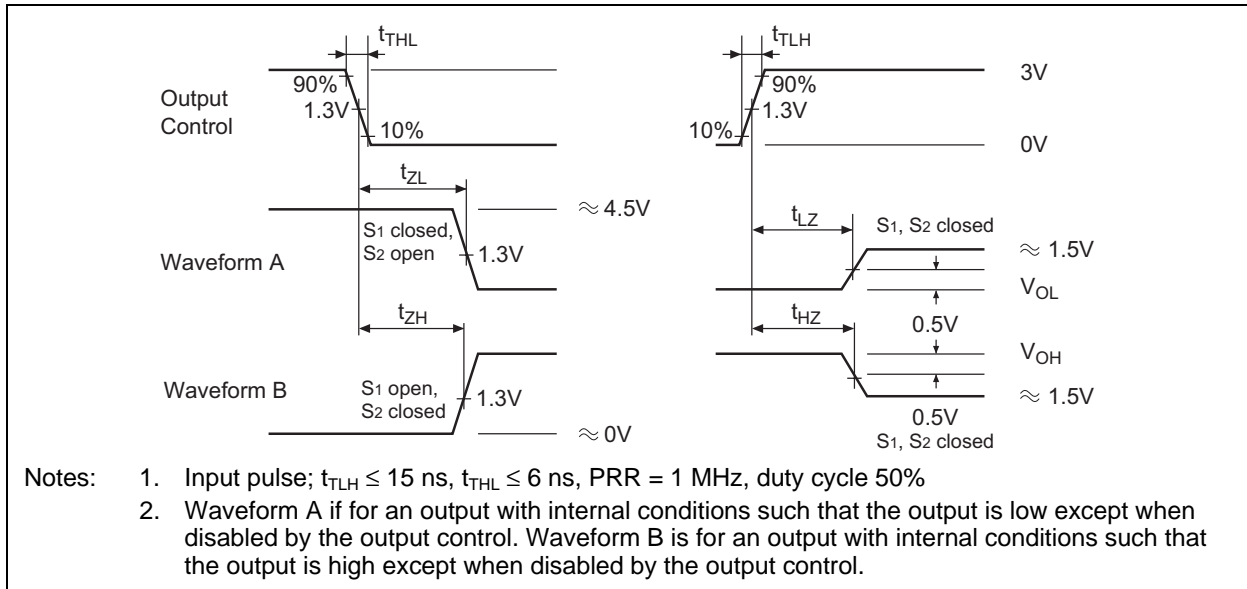 tTHL
tTLH
90%
90%
3V
Output
Control
1.3V
1.3V
10%
10%
0V
tZL
≈ 4.5V
tLZ
S1, S2 closed
S1 closed,
S2 open
1.3V
≈ 1.5V
Waveform A
VOL
tZH
tHZ
0.5V
VOH
Waveform B
S1 open,
S2 closed
1.3V
≈ 1.5V
0.5V
≈ 0V
S1, S2 closed
Notes: 1. Input pulse; tTLH ≤ 15 ns, tTHL ≤ 6 ns, PRR = 1 MHz, duty cycle 50%
2. Waveform A if for an output with internal conditions such that the output is low except when
disabled by the output control. Waveform B is for an output with internal conditions such that
the output is high except when disabled by the output control.